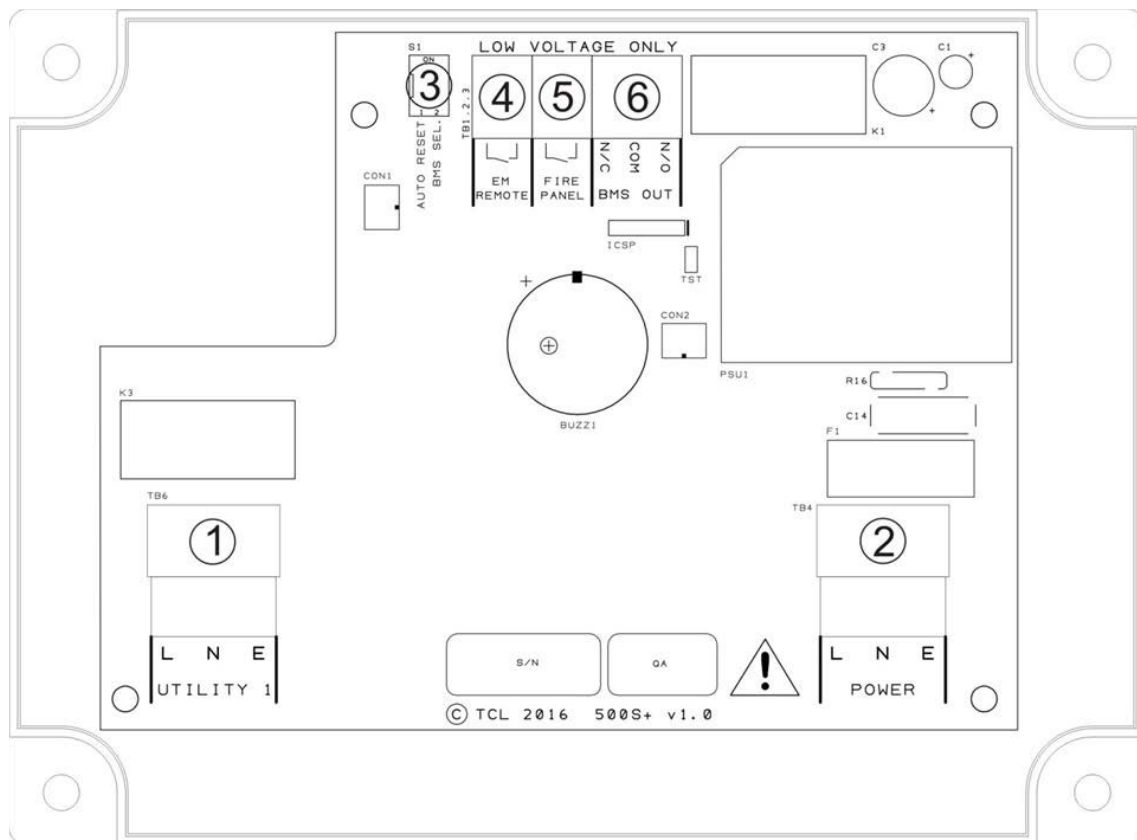 S1
LOW VOLTAGE ONLY
C3
C1
ON
3
4
5
6
+
+
1 2
TB1.2.3
K1
AUTO RESET
BMS SEL.
N/C
COM
N/O
EM
REMOTE
FIRE
PANEL
BMS OUT
CON1
ICSP
TST
+
CON2
+
PSU1
R16
K3
C14
BUZZ1
F1
TB6
TB4
1
2
L N E
UTILITY 1
S/N
QA
!
L N E
POWER
© TCL 2016 500S+ v1.0